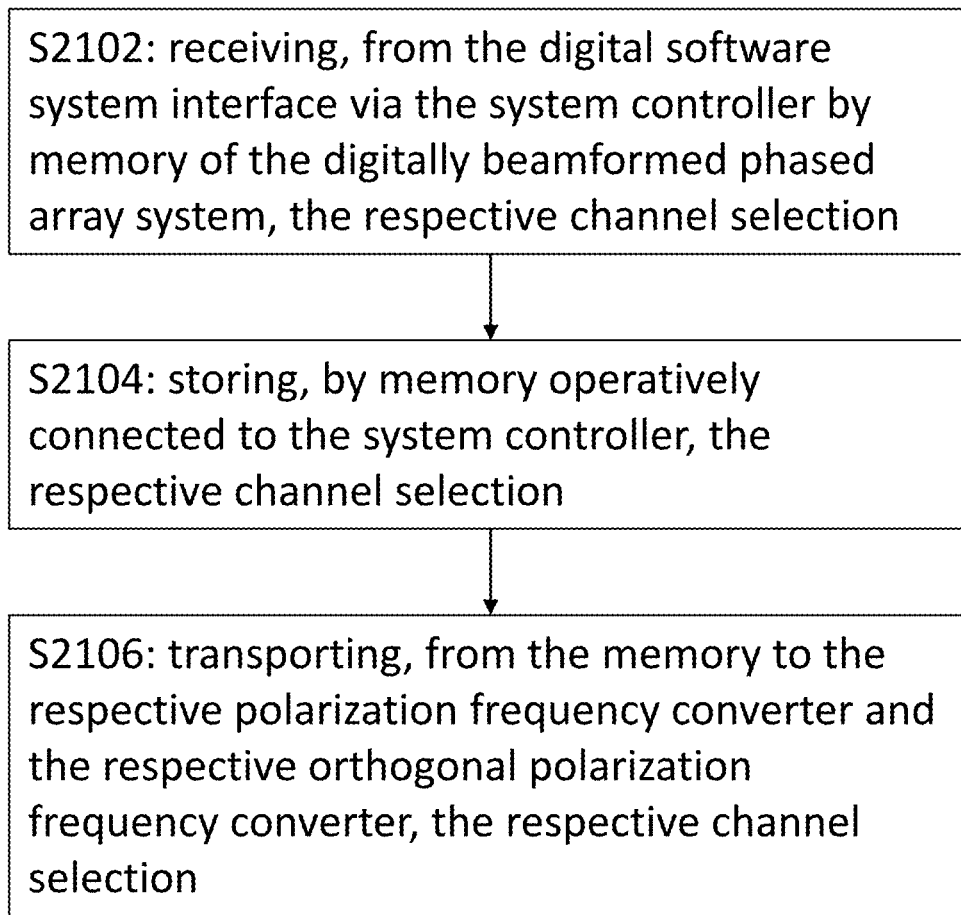 S2102: receiving, from the digital software
system interface via the system controller by
memory of the digitally beamformed phased
array system, the respective channel selection
S2104: storing, by memory operatively
connected to the system controller, the
respective channel selection
S2106: transporting, from the memory to the
respective polarization frequency converter and
the respective orthogonal polarization
frequency converter, the respective channel
selection